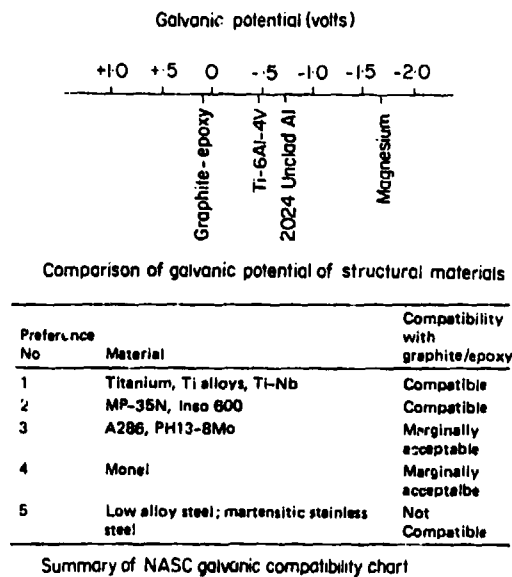 Galvanic potential (volts)
+1·0 +·5 0 -·5 -1·0 -1·5 -2·0
Graphite-epoxy
Ti-6Al-4V
2024 Unclad Al
Magnesium
Comparison of galvanic potential of structural materials
Compatibility
Preference with
No Material graphite/epoxy
1 Titanium, Ti alloys, Ti-Nb Compatible
2 MP-35N, Inso 600 Compatible
3 A286, PH13-8Mo Marginally
acceptable
4 Monel Marginally
acceptalbe
5 Low alloy steel; martensitic stainless Not
steel Compatible
Summary of NASC galvanic compatibility chart